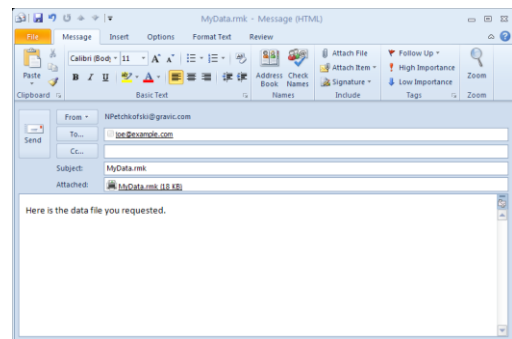 MyData.rmk - Message (HTML)
File Message Insert Options Format Text Review
Calibri (Body) 11 A A
Paste
B I U A
Address Book
Check Names
Attach File
Attach Item
Signature
Follow Up
High Importance
Low Importance
Zoom
Clipboard Basic Text Names Include Tags Zoom
From NPetchkofski@gravic.com
Send
To... joe@example.com
Cc...
Subject: MyData.rmk
Attached: MyData.rmk (18 KB)
Here is the data file you requested.